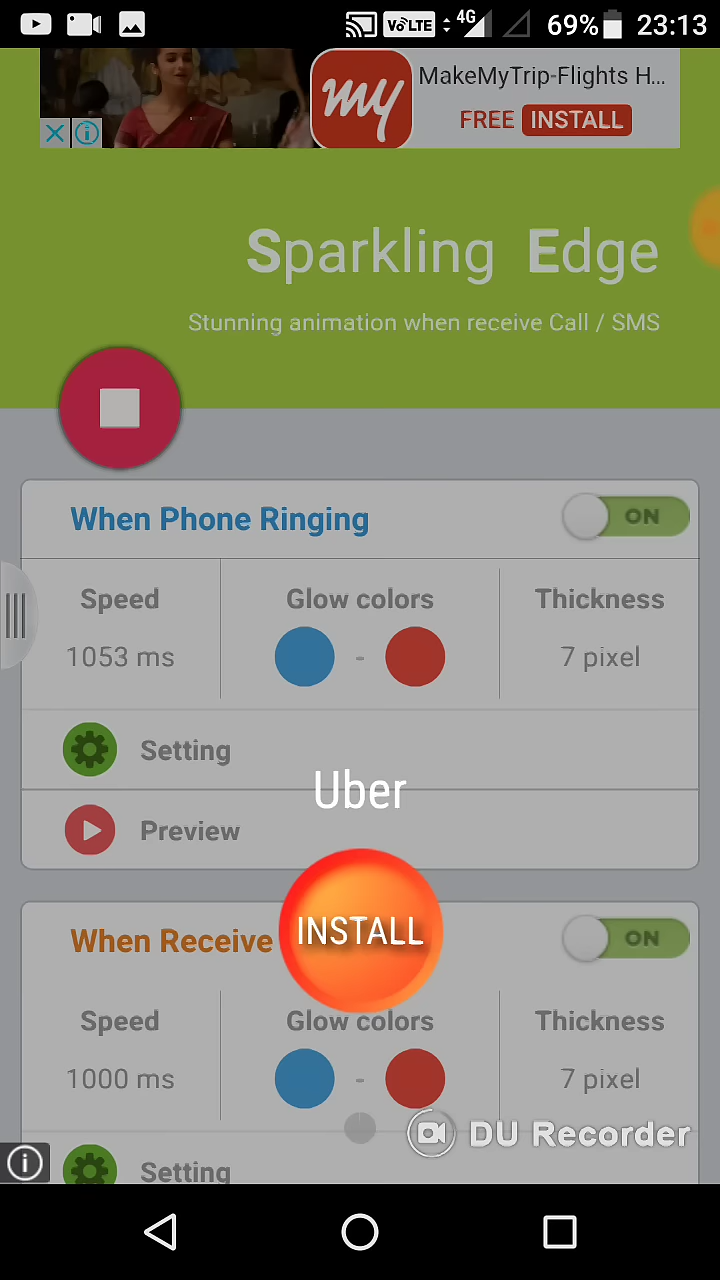 VoLTE 4G 69% 23:13
MakeMyTrip-Flights H...
my
FREE INSTALL
Sparkling Edge
Stunning animation when receive Call / SMS
When Phone Ringing ON
Speed Glow colors Thickness
1053 ms - 7 pixel
Setting
Uber
Preview
INSTALL
When Receive ON
Speed Glow colors Thickness
1000 ms - 7 pixel
DU Recorder
Setting